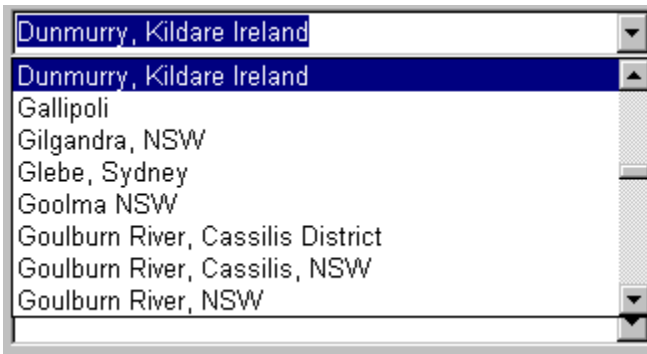 Dunmurry, Kildare Ireland
Dunmurry, Kildare Ireland
Gallipoli
Gilgandra, NSW
Glebe, Sydney
Goolma NSW
Goulburn River, Cassilis District
Goulburn River, Cassilis, NSW
Goulburn River, NSW